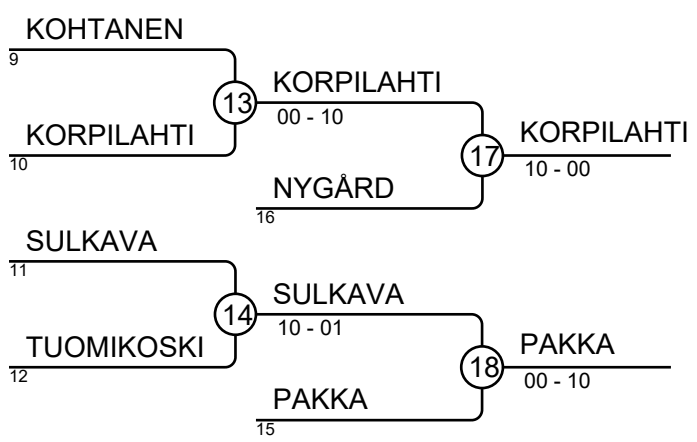 KOHTANEN
9
13
KORPILAHTI
00 - 10
KORPILAHTI
10
17
KORPILAHTI
10 - 00
NYGÅRD
16
SULKAVA
11
14
SULKAVA
10 - 01
TUOMIKOSKI
12
18
PAKKA
00 - 10
PAKKA
15